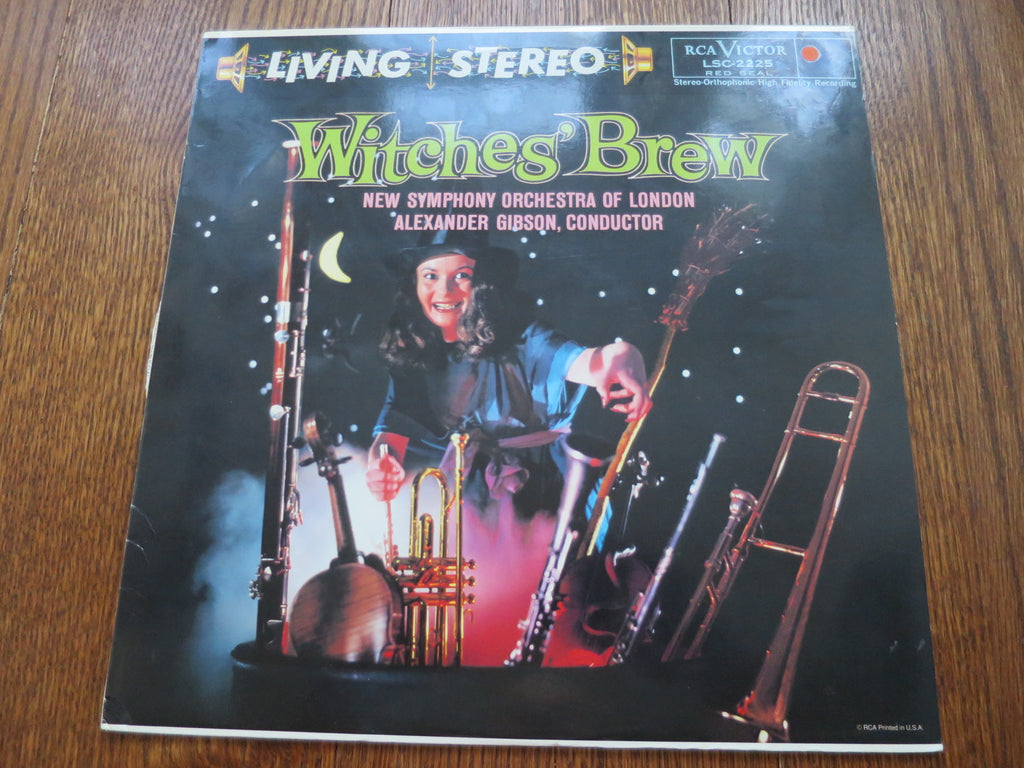 LIVING STEREO
RCA VICTOR
LSC-2225
RED SEAL
Stereo-Orthophonic High Fidelity Recording
Witches' Brew
NEW SYMPHONY ORCHESTRA OF LONDON
ALEXANDER GIBSON, CONDUCTOR
© RCA Printed in U.S.A.